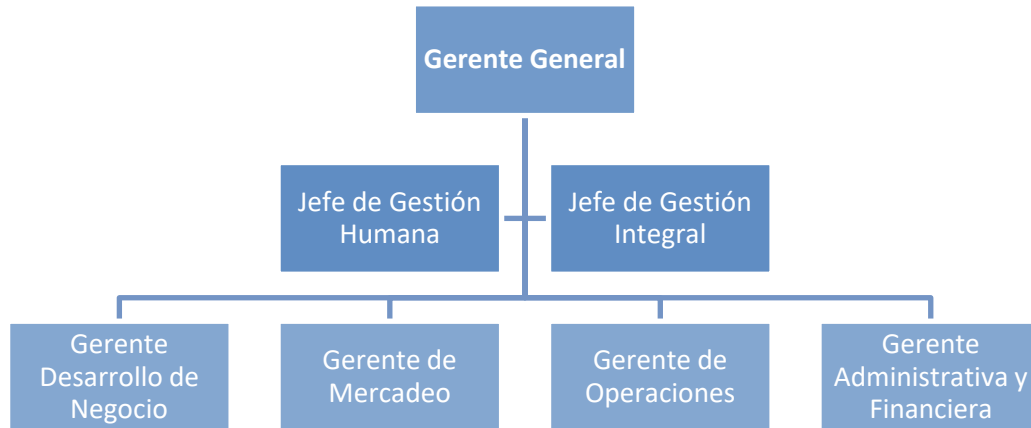 Gerente General
Jefe de Gestión
Humana
Jefe de Gestión
Integral
Gerente
Desarrollo de
Negocio
Gerente de
Mercadeo
Gerente de
Operaciones
Gerente
Administrativa y
Financiera